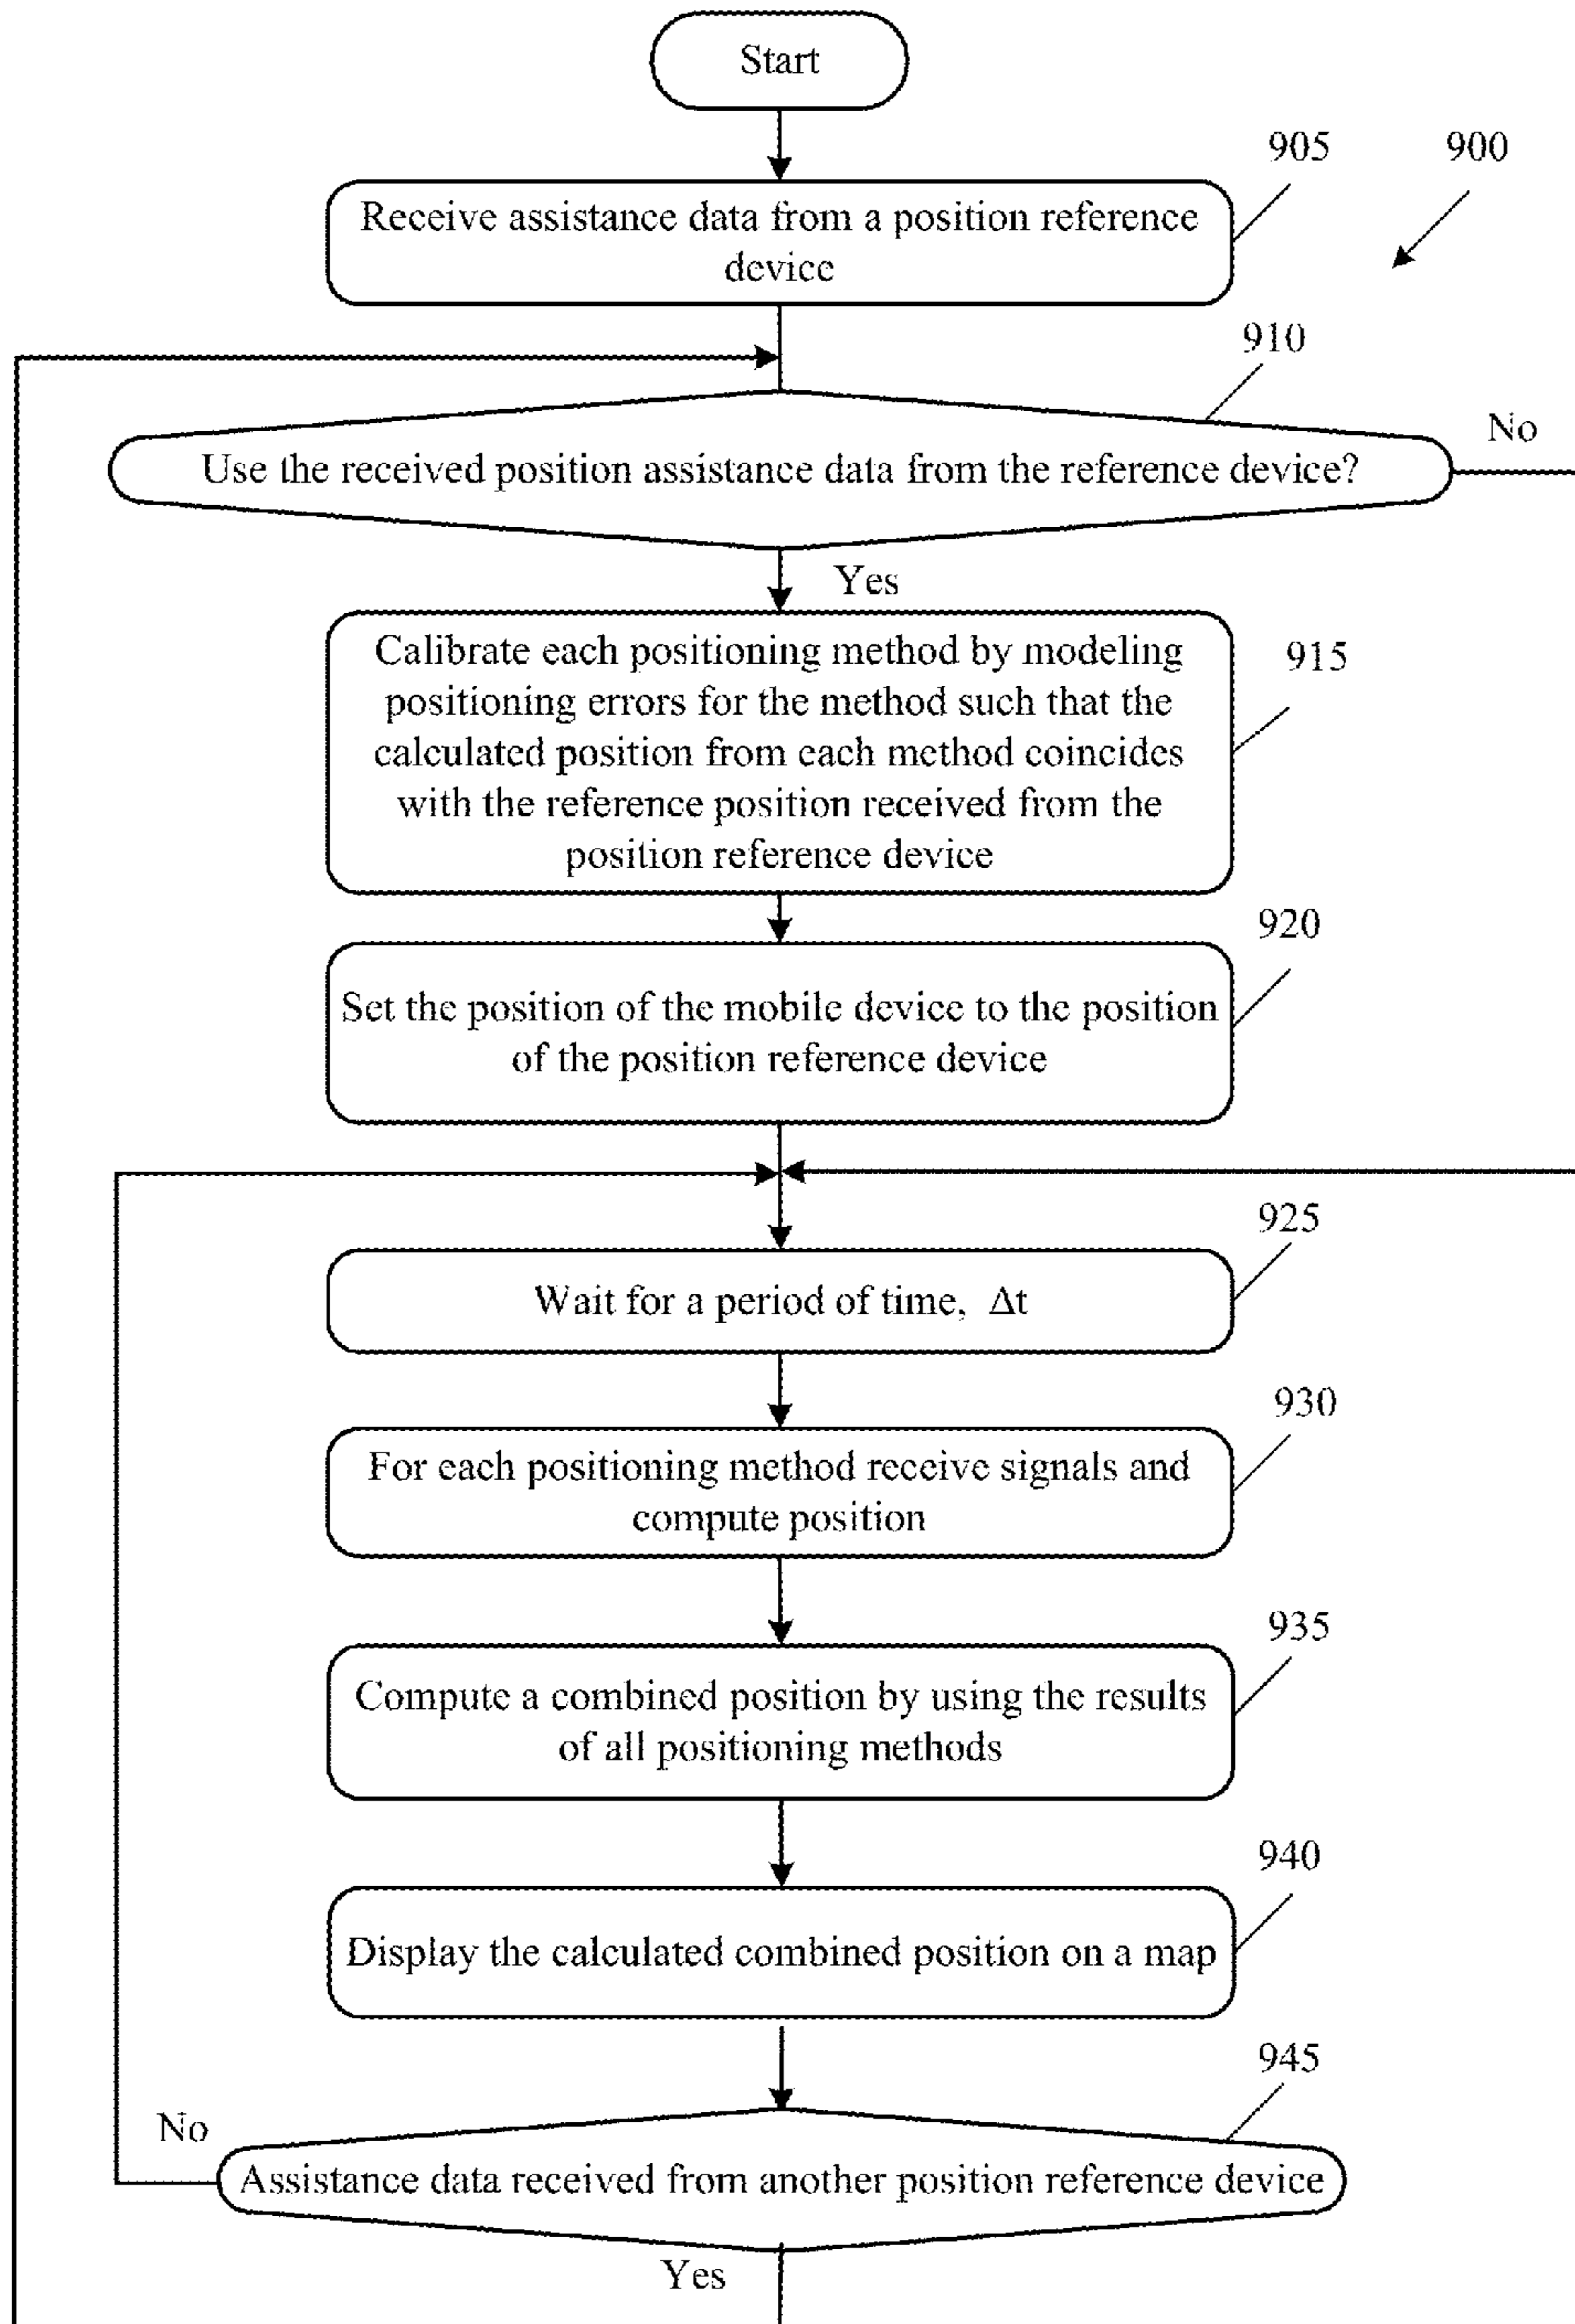 Start
905
900
Receive assistance data from a position reference
device
910
No
Use the received position assistance data from the reference device?
Yes
Calibrate each positioning method by modeling
positioning errors for the method such that the
calculated position from each method coincides
with the reference position received from the
position reference device
915
920
Set the position of the mobile device to the position
of the position reference device
925
Wait for a period of time, Δt
930
For each positioning method receive signals and
compute position
935
Compute a combined position by using the results
of all positioning methods
940
Display the calculated combined position on a map
945
No
Assistance data received from another position reference device
Yes